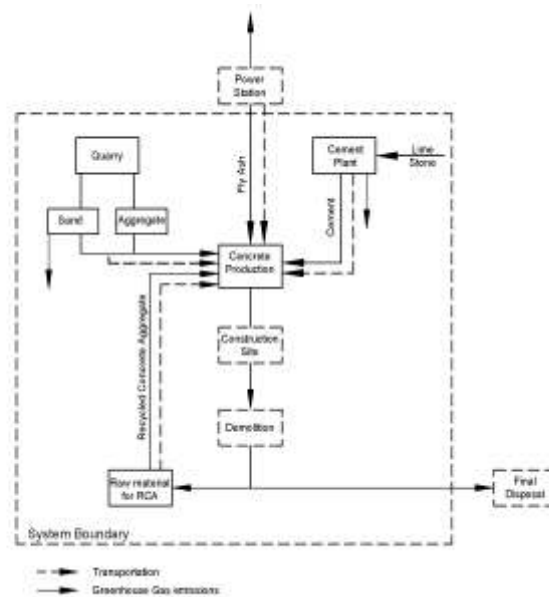 Power
Station
Quarry
Cement
Plant
Lime
Stone
Fly Ash
Cement
Sand
Aggregate
Concrete
Production
Recycled Concrete Aggregate
Construction
Site
Demolition
Raw material
for RCA
Final
Disposal
System Boundary
Transportation
Greenhouse Gas emissions